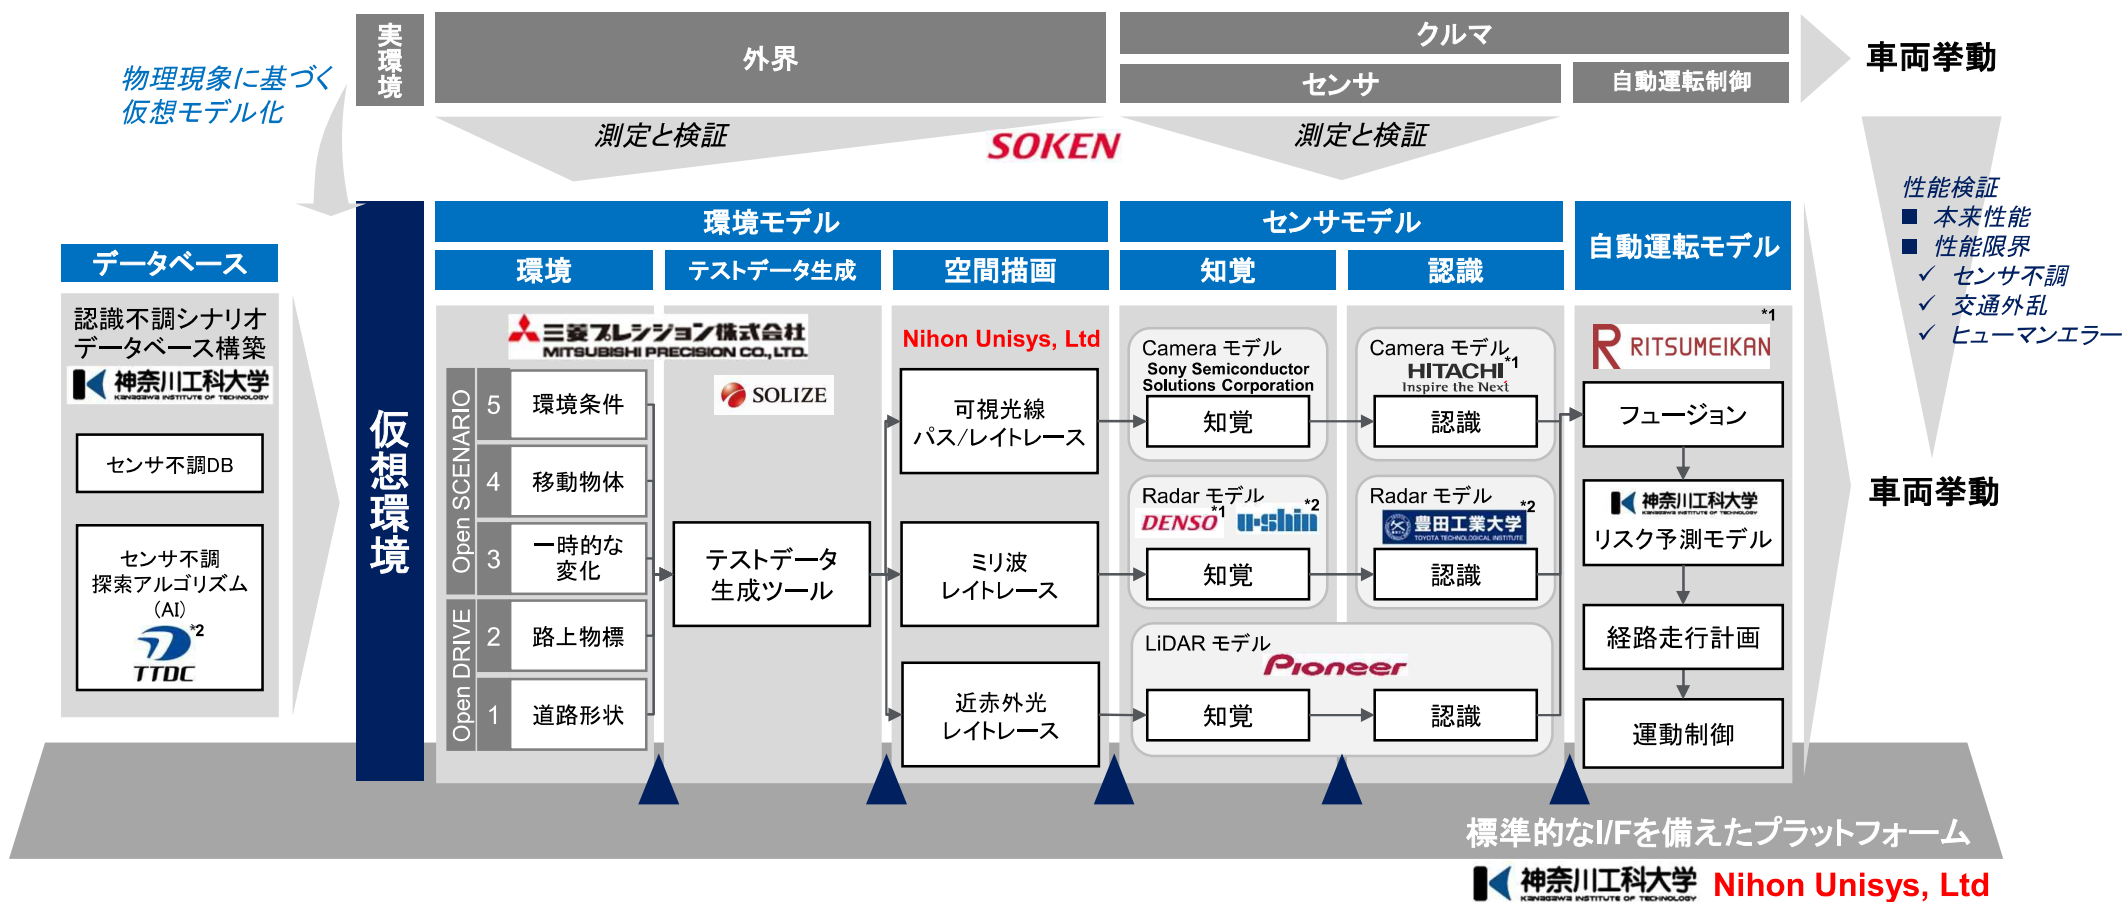 実環境
外界
クルマ
センサ
自動運転制御
車両挙動
物理現象に基づく
仮想モデル化
測定と検証
SOKEN
測定と検証
性能検証
■ 本来性能
■ 性能限界
✓ センサ不調
✓ 交通外乱
✓ ヒューマンエラー
車両挙動
データベース
認識不調シナリオ
データベース構築
神奈川工科大学
KANAGAWA INSTITUTE OF TECHNOLOGY
センサ不調DB
センサ不調
探索アルゴリズム
(AI)
*2
TTDC
仮想環境
環境モデル
環境
テストデータ生成
空間描画
三菱プレシジョン株式会社
MITSUBISHI PRECISION CO., LTD.
SOLIZE
Open SCENARIO
5
環境条件
4
移動物体
3
一時的な
変化
Open DRIVE
2
路上物標
1
道路形状
テストデータ
生成ツール
Nihon Unisys, Ltd
可視光線
パス/レイトレース
ミリ波
レイトレース
近赤外光
レイトレース
センサモデル
知覚
認識
Camera モデル
Sony Semiconductor
Solutions Corporation
知覚
Camera モデル
HITACHI *1
Inspire the Next
認識
Radar モデル
DENSO *1
u-shin *2
知覚
Radar モデル
豊田工業大学 *2
TOYOTA TECHNOLOGICAL INSTITUTE
認識
LiDAR モデル
Pioneer
知覚
認識
自動運転モデル
*1
R RITSUMEIKAN
フュージョン
神奈川工科大学
KANAGAWA INSTITUTE OF TECHNOLOGY
リスク予測モデル
経路走行計画
運動制御
標準的なI/Fを備えたプラットフォーム
神奈川工科大学
KANAGAWA INSTITUTE OF TECHNOLOGY
Nihon Unisys, Ltd